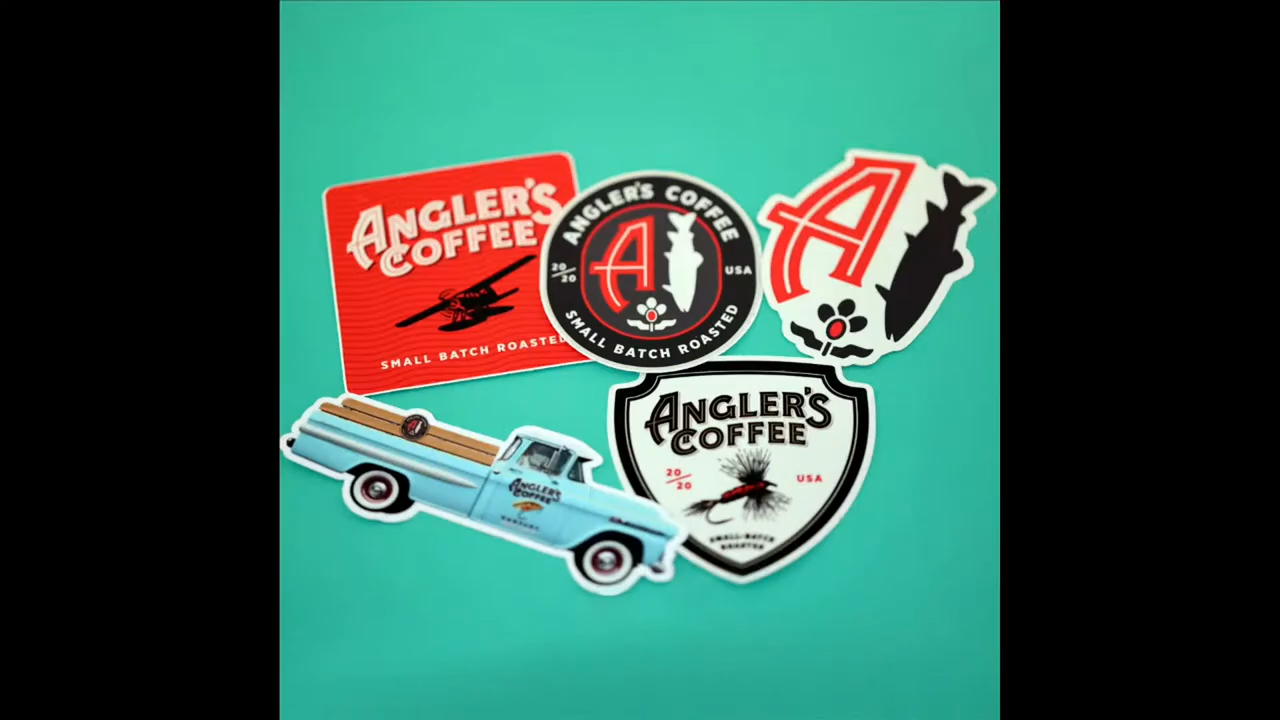 ANGLER'S
COFFEE
SMALL BATCH ROASTED
ANGLER'S COFFEE
20/20
A
USA
SMALL BATCH ROASTED
A
ANGLER'S
COFFEE
20/20
USA
SMALL-BATCH
ROASTED
A
ANGLER'S
COFFEE
COMPANY